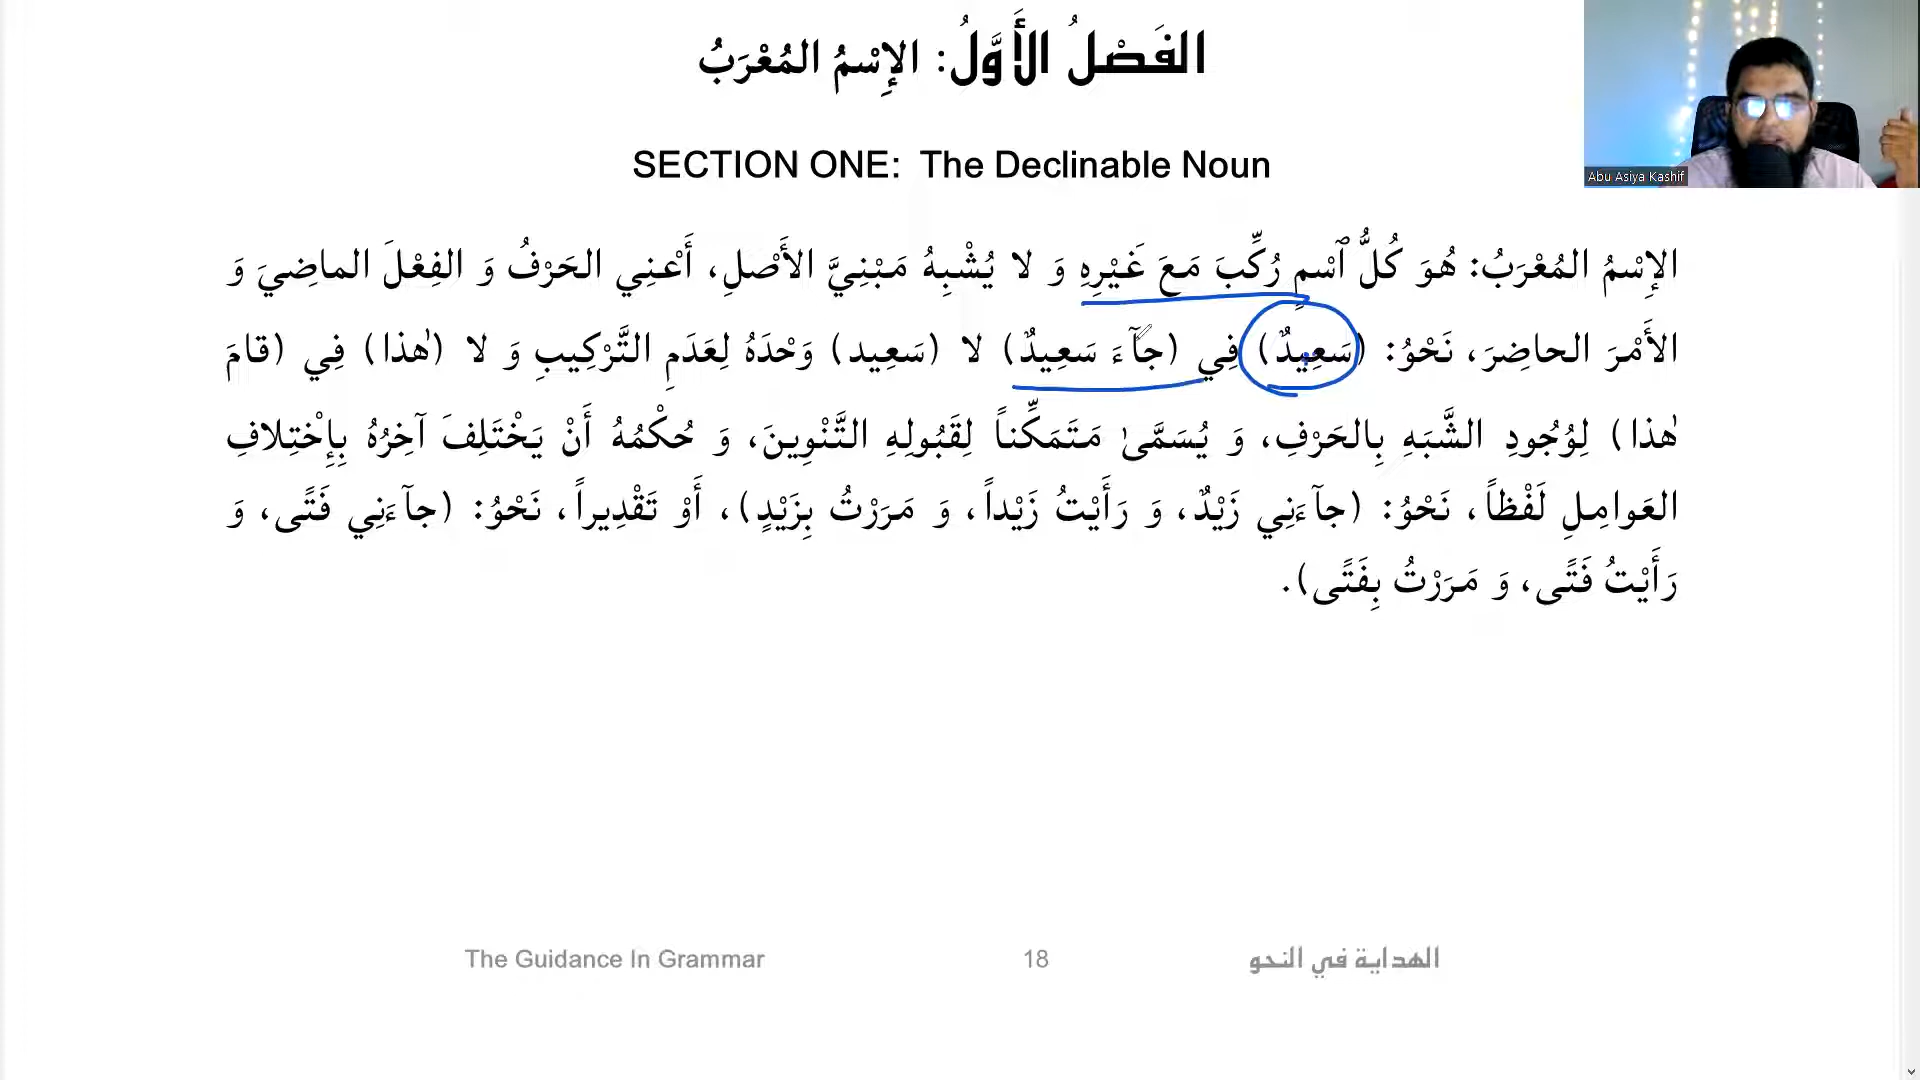 الفَصْلُ الأَوَّلُ: الإِسْمُ المُعْرَبُ
SECTION ONE: The Declinable Noun
Abu Asiya Kashif
الإِسْمُ المُعْرَبُ: هُوَ كُلُّ ٱسْمٍ رُكِّبَ مَعَ غَيْرِهِ وَ لا يُشْبِهُ مَبْنِيَّ الأَصْلِ، أَعْنِي الحَرْفُ وَ الفِعْلَ الماضِيَ وَ
الأَمْرَ الحاضِرَ، نَحْوُ: (سَعِيدٌ) فِي (جآءَ سَعِيدٌ) لا (سَعِيد) وَحْدَهُ لِعَدَمِ التَّرْكِيبِ وَ لا (هٰذا) فِي (قامَ
هٰذا) لِوُجُودِ الشَّبَهِ بِالحَرْفِ، وَ يُسَمَّىٰ مَتَمَكِّناً لِقَبُولِهِ التَّنْوِينَ، وَ حُكْمُهُ أَنْ يَخْتَلِفَ آخِرُهُ بِإِخْتِلافِ
العَوامِلِ لَفْظاً، نَحْوُ: (جآءَنِي زَيْدٌ، وَ رَأَيْتُ زَيْداً، وَ مَرَرْتُ بِزَيْدٍ)، أَوْ تَقْدِيراً، نَحْوُ: (جآءَنِي فَتًى، وَ
رَأَيْتُ فَتًى، وَ مَرَرْتُ بِفَتًى).
The Guidance In Grammar 18 الهداية في النحو